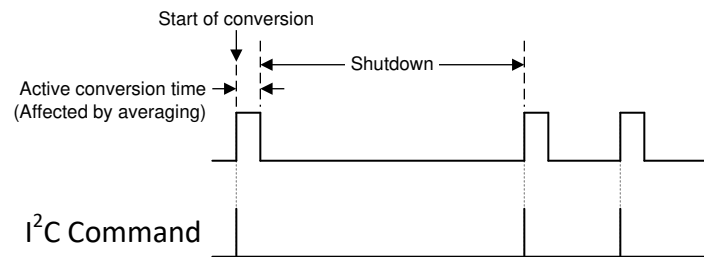 Start of conversion
Shutdown
Active conversion time
(Affected by averaging)
I²C Command